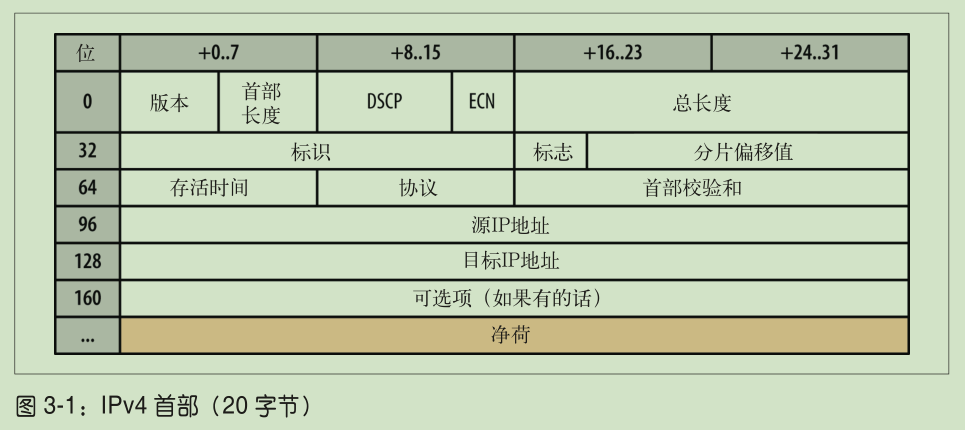 位 +0..7 +8..15 +16..23 +24..31
0 版本 首部长度 DSCP ECN 总长度
32 标识 标志 分片偏移值
64 存活时间 协议 首部校验和
96 源IP地址
128 目标IP地址
160 可选项（如果有的话）
... 净荷
图 3-1：IPv4 首部（20 字节）